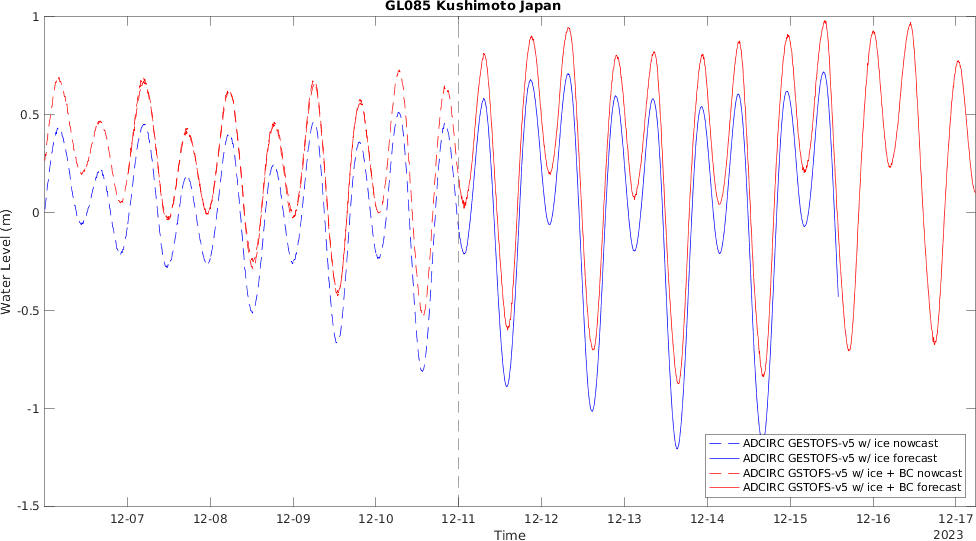 GL085 Kushimoto Japan
1
0.5
0
-0.5
-1
-1.5
Water Level (m)
12-07 12-08 12-09 12-10 12-11 12-12 12-13 12-14 12-15 12-16 12-17
Time
2023
ADCIRC GESTOFS-v5 w/ ice nowcast
ADCIRC GESTOFS-v5 w/ ice forecast
ADCIRC GSTOFS-v5 w/ ice + BC nowcast
ADCIRC GSTOFS-v5 w/ ice + BC forecast